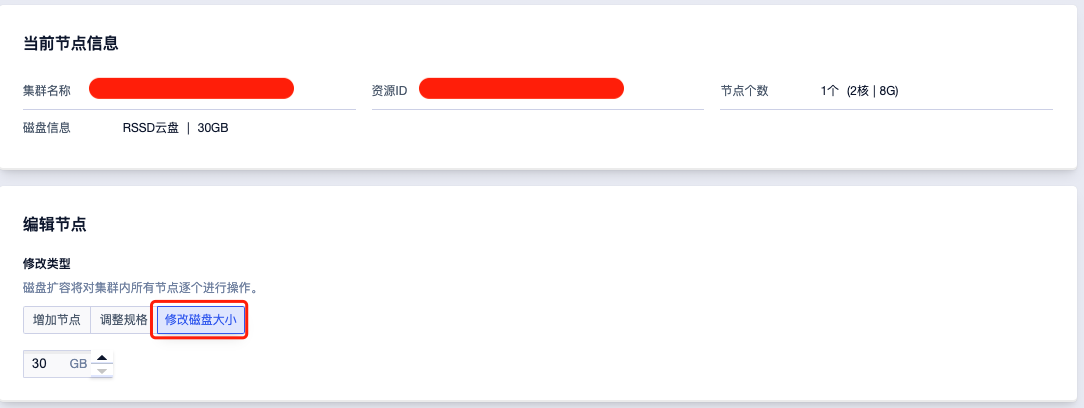 当前节点信息
集群名称 资源ID 节点个数 1个 (2核 | 8G)
磁盘信息 RSSD云盘 | 30GB
编辑节点
修改类型
磁盘扩容将对集群内所有节点逐个进行操作。
增加节点 调整规格 修改磁盘大小
30 GB